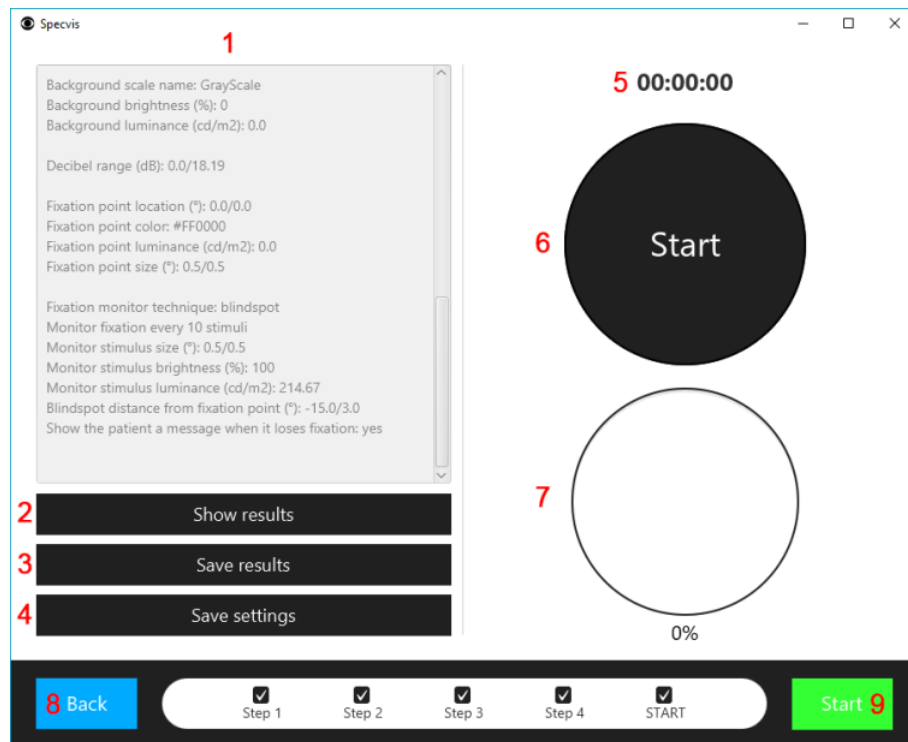 Specvis
1
Background scale name: GrayScale
Background brightness (%): 0
Background luminance (cd/m2): 0.0
Decibel range (dB): 0.0/18.19
Fixation point location (°): 0.0/0.0
Fixation point color: #FF0000
Fixation point luminance (cd/m2): 0.0
Fixation point size (°): 0.5/0.5
Fixation monitor technique: blindspot
Monitor fixation every 10 stimuli
Monitor stimulus size (°): 0.5/0.5
Monitor stimulus brightness (%): 100
Monitor stimulus luminance (cd/m2): 214.67
Blindspot distance from fixation point (°): -15.0/3.0
Show the patient a message when it loses fixation: yes
2 Show results
3 Save results
4 Save settings
5 00:00:00
6 Start
7
0%
8 Back
Step 1 Step 2 Step 3 Step 4 START
Start 9